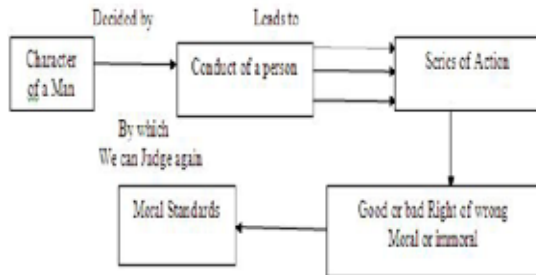 Decided by
Leads to
Character
of a Man
Conduct of a person
Series of Action
By which
We can Judge again
Moral Standards
Good or bad Right of wrong
Moral or immoral